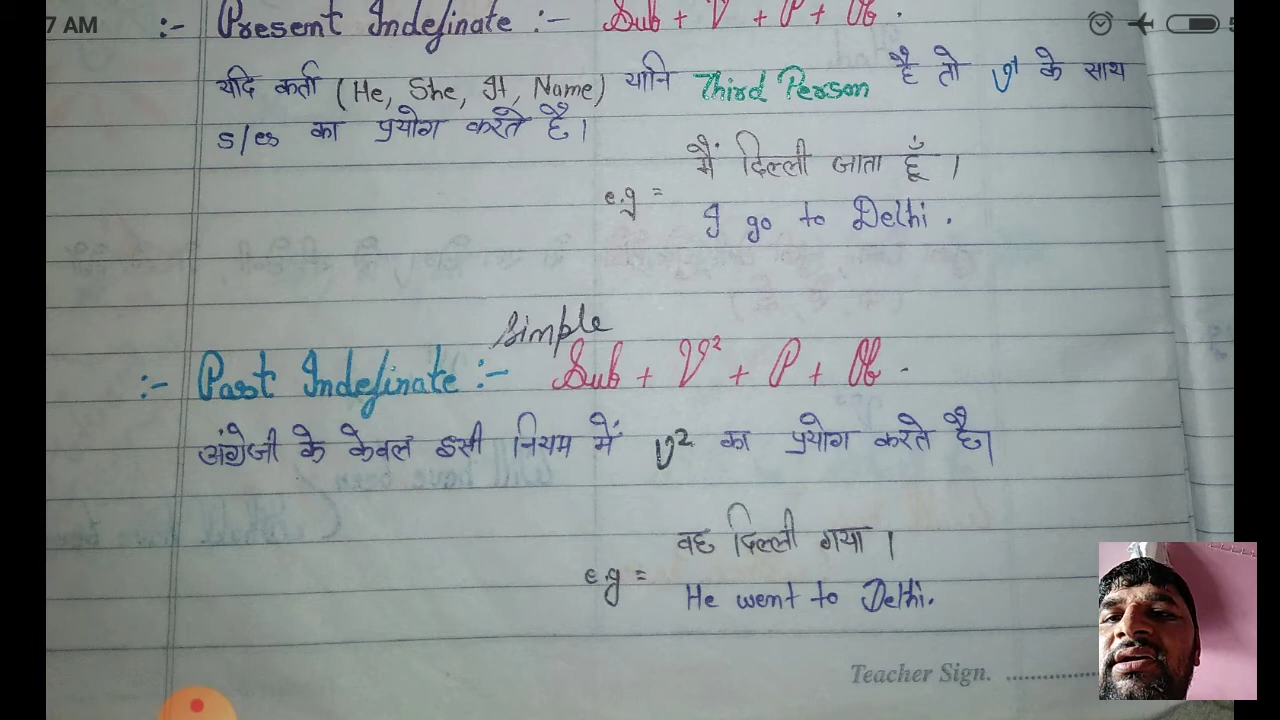 7 AM
:- Present Indefinate :- Sub + V + P + Ob.
यदि कर्ता (He, She, It, Name) यानि Third Person है तो V¹ के साथ
s/es का प्रयोग करते है।
मैं दिल्ली जाता हूँ।
e.g =
I go to Delhi.
Simple
:- Past Indefinate :- Sub + V² + P + Ob.
अंग्रेजी के केवल इसी नियम में V² का प्रयोग करते है।
वह दिल्ली गया।
e.g =
He went to Delhi.
Teacher Sign. ................